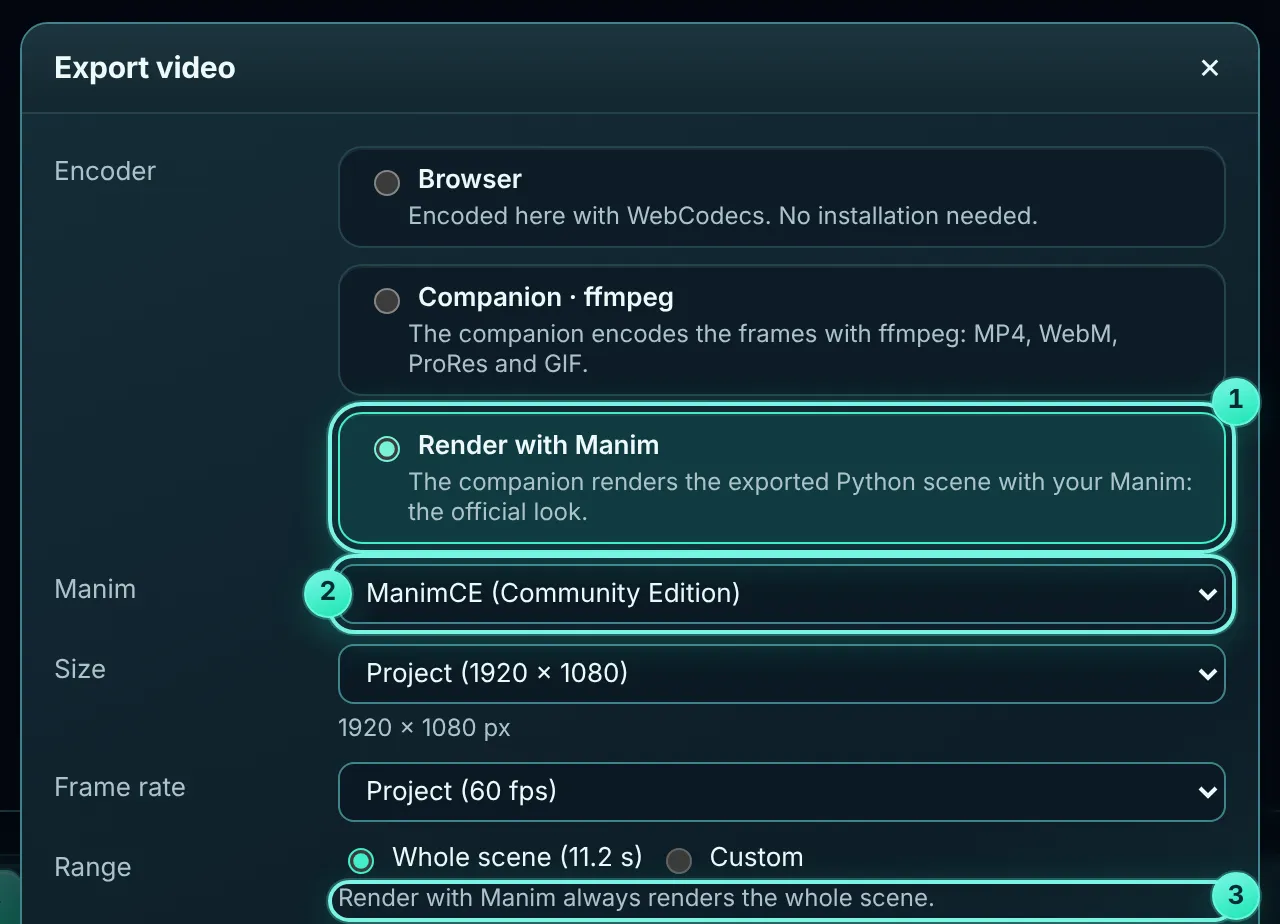 Export video ×
Encoder
Browser
Encoded here with WebCodecs. No installation needed.
Companion · ffmpeg
The companion encodes the frames with ffmpeg: MP4, WebM,
ProRes and GIF.
1
Render with Manim
The companion renders the exported Python scene with your Manim:
the official look.
Manim
2
ManimCE (Community Edition)
Size
Project (1920 × 1080)
1920 × 1080 px
Frame rate
Project (60 fps)
Range
Whole scene (11.2 s) Custom
Render with Manim always renders the whole scene.
3